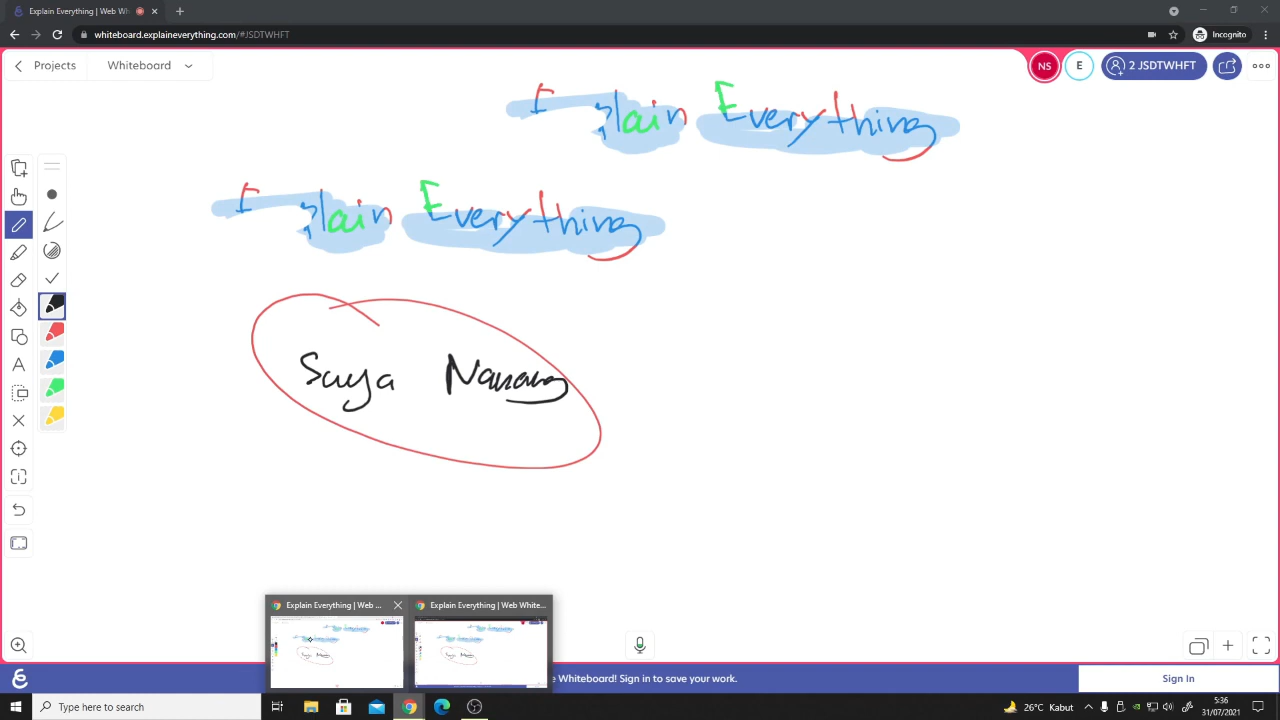 Explain Everything | Web Wh
whiteboard.explaineverything.com/#JSDTWHFT
Incognito
Projects
Whiteboard
NS
E
2 JSDTWHFT
lain Everything
lain Everything
Saya Nanang
A
Explain Everything | Web ...
Explain Everything | Web White...
e Whiteboard! Sign in to save your work.
Sign In
Type here to search
26°C Kabut
5:36
31/07/2021